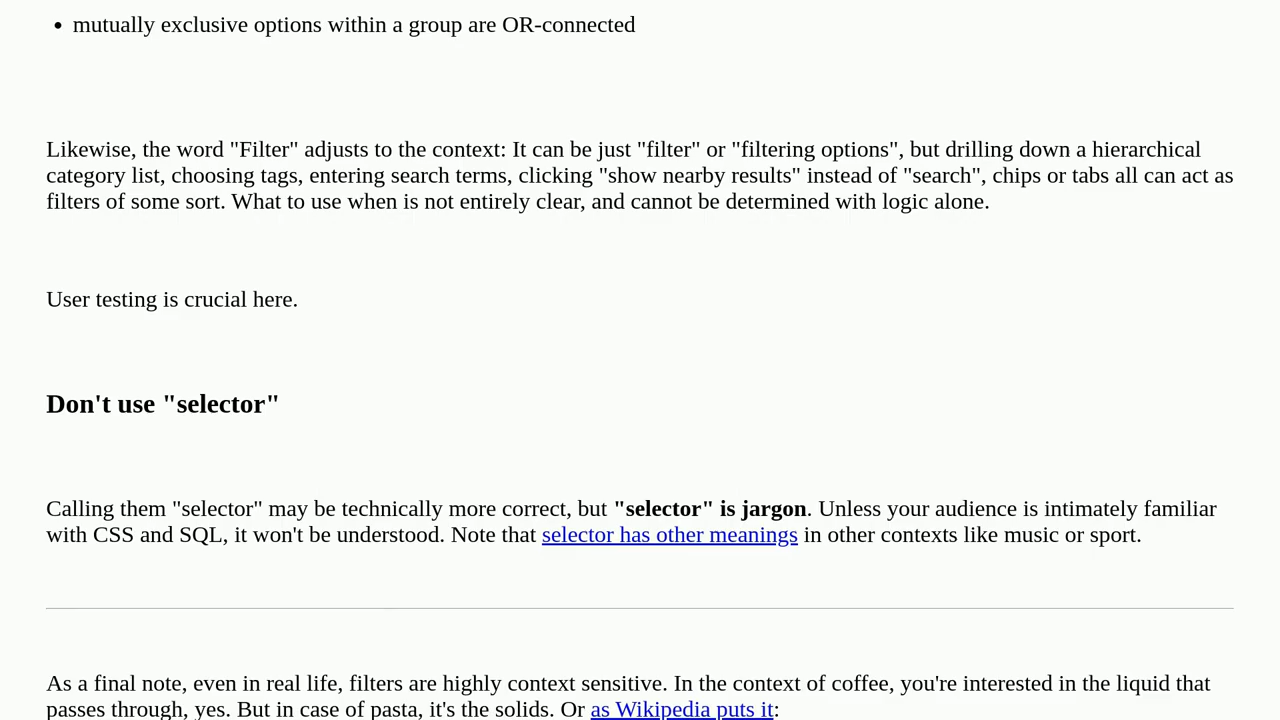 • mutually exclusive options within a group are OR-connected
Likewise, the word "Filter" adjusts to the context: It can be just "filter" or "filtering options", but drilling down a hierarchical
category list, choosing tags, entering search terms, clicking "show nearby results" instead of "search", chips or tabs all can act as
filters of some sort. What to use when is not entirely clear, and cannot be determined with logic alone.
User testing is crucial here.
Don't use "selector"
Calling them "selector" may be technically more correct, but "selector" is jargon. Unless your audience is intimately familiar
with CSS and SQL, it won't be understood. Note that selector has other meanings in other contexts like music or sport.
As a final note, even in real life, filters are highly context sensitive. In the context of coffee, you're interested in the liquid that
passes through, yes. But in case of pasta, it's the solids. Or as Wikipedia puts it: